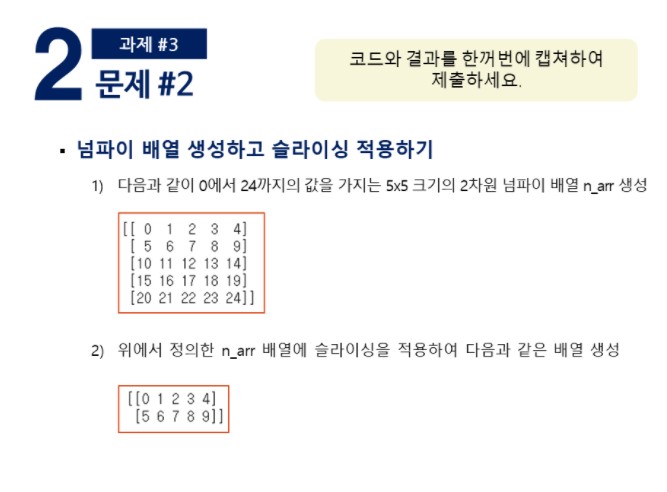 2
과제 #3
문제 #2
코드와 결과를 한꺼번에 캡쳐하여
제출하세요.
▪ 넘파이 배열 생성하고 슬라이싱 적용하기
1) 다음과 같이 0에서 24까지의 값을 가지는 5x5 크기의 2차원 넘파이 배열 n_arr 생성
[[ 0 1 2 3 4]
[ 5 6 7 8 9]
[10 11 12 13 14]
[15 16 17 18 19]
[20 21 22 23 24]]
2) 위에서 정의한 n_arr 배열에 슬라이싱을 적용하여 다음과 같은 배열 생성
[[0 1 2 3 4]
[5 6 7 8 9]]